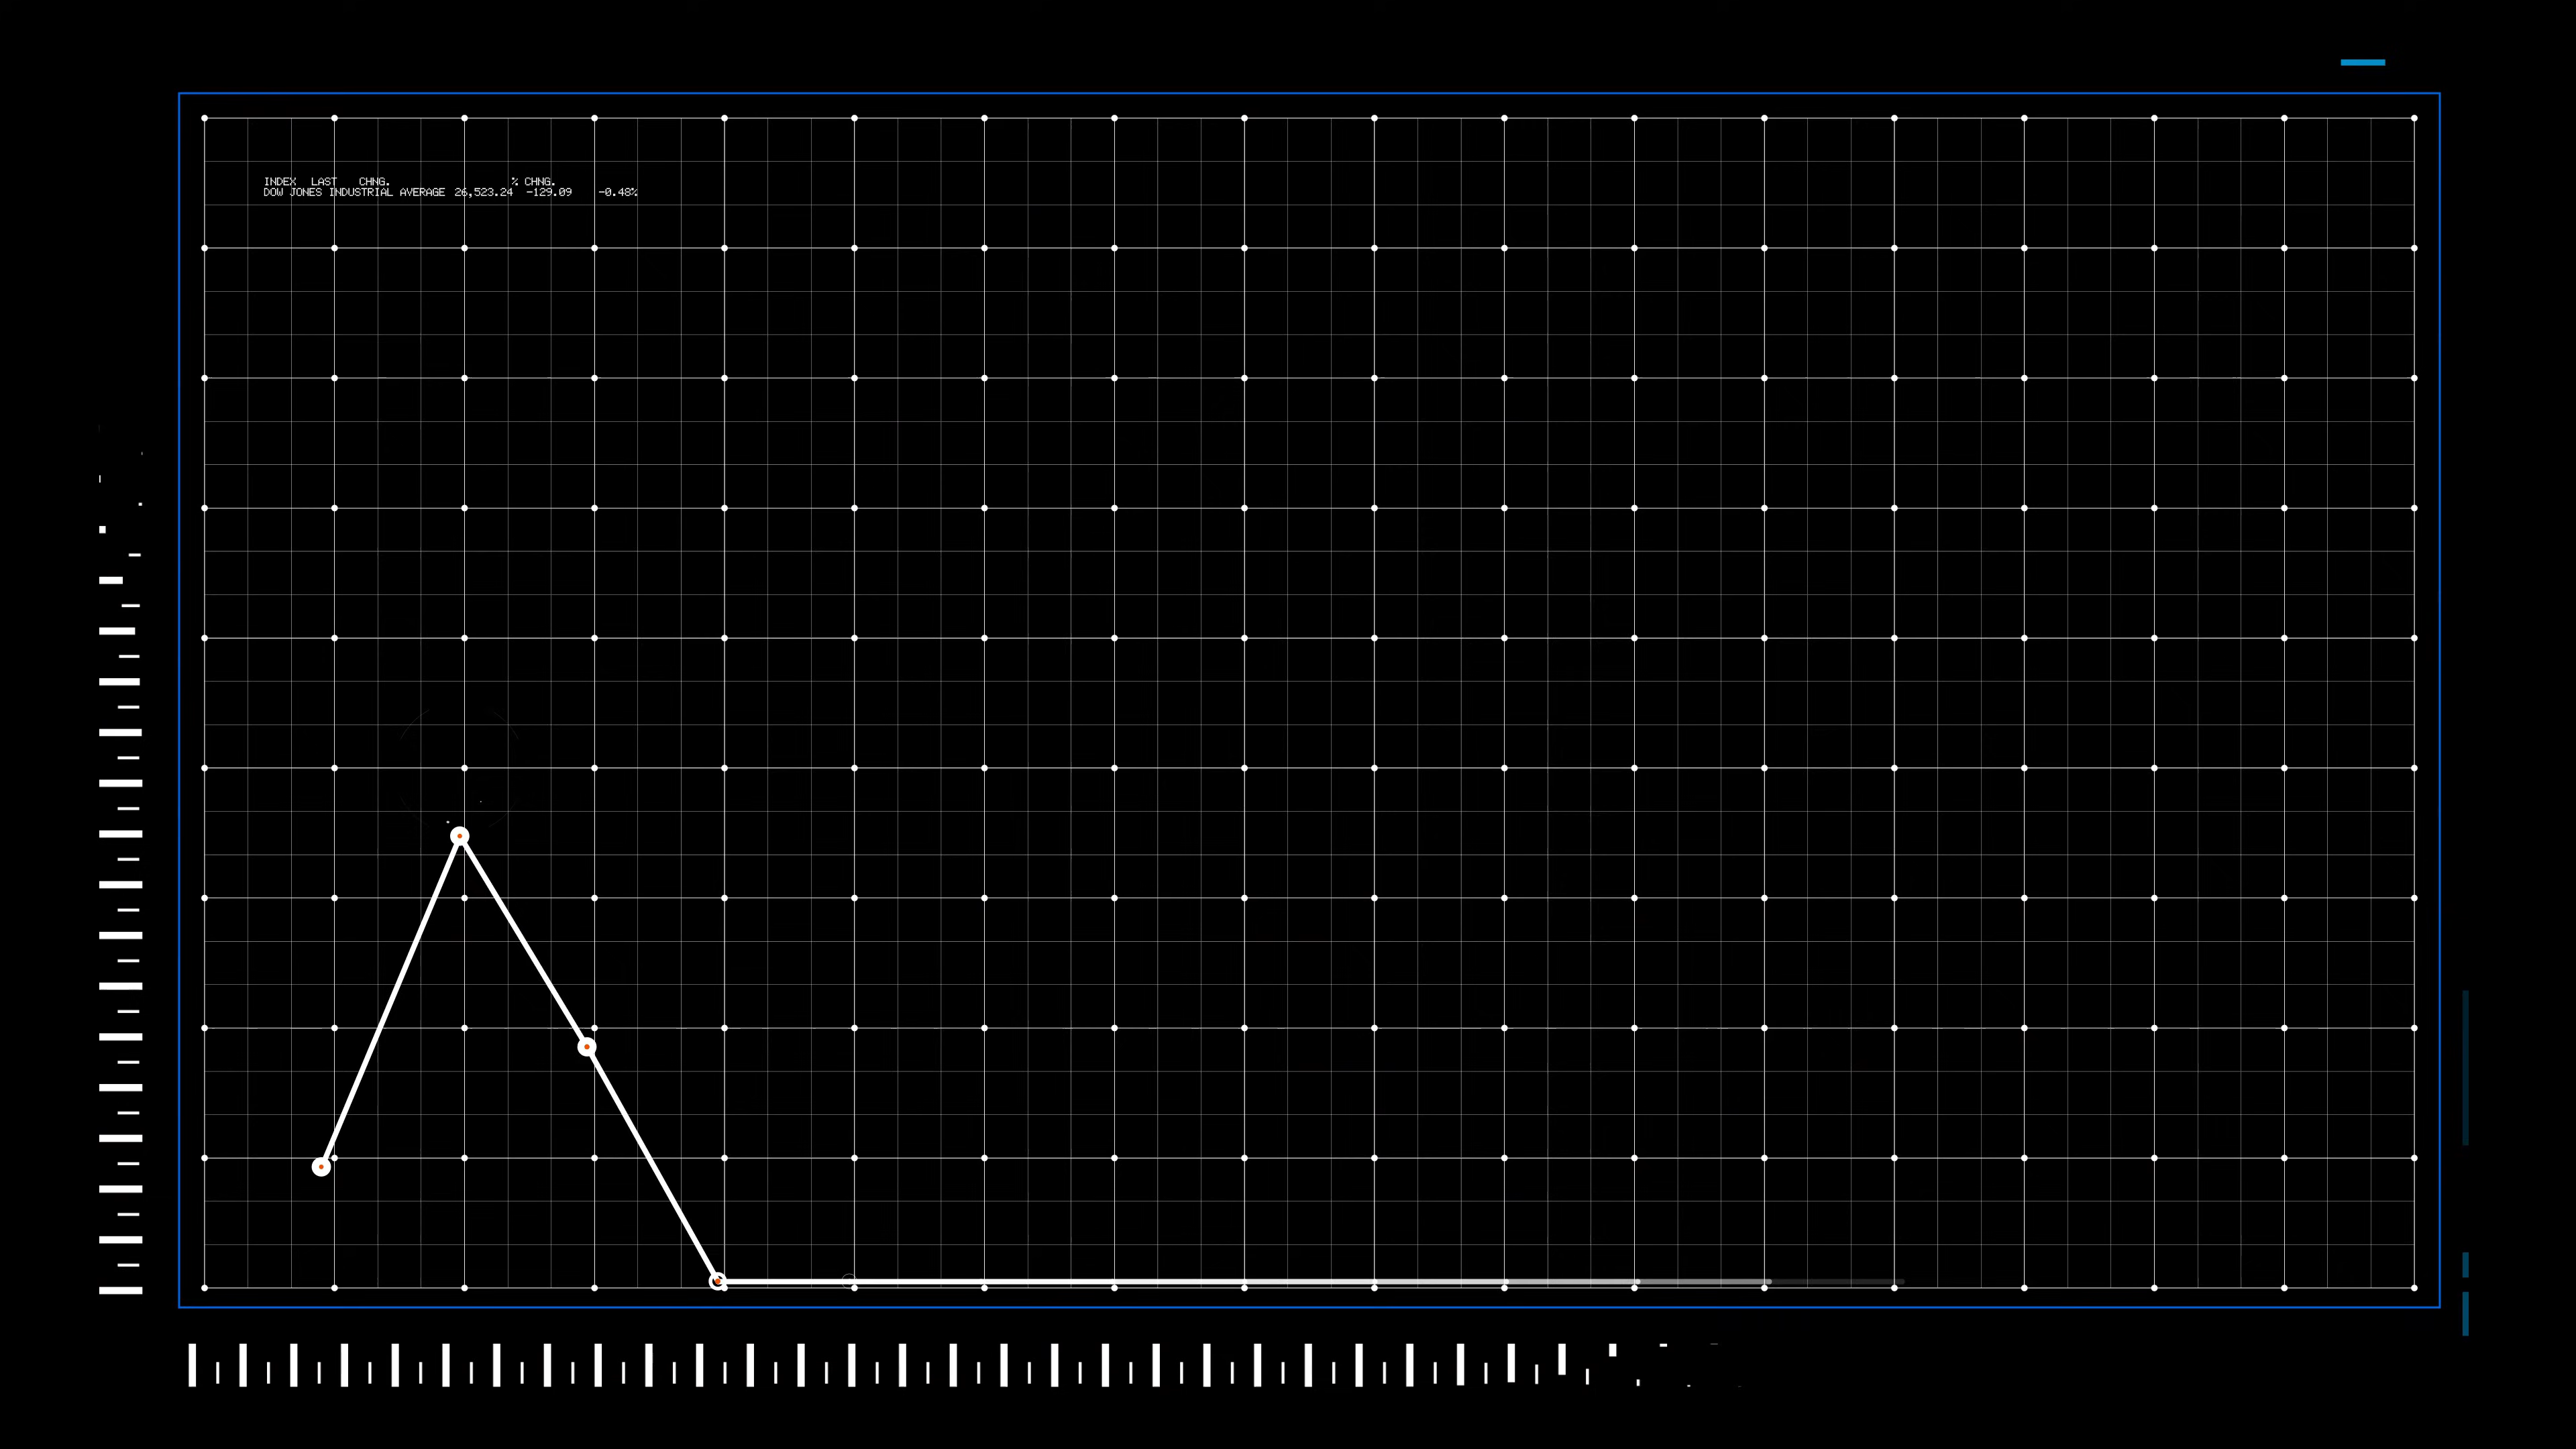 INDEX LAST CHNG. % CHNG.
DOW JONES INDUSTRIAL AVERAGE 26,523.24 -129.09 -0.48%